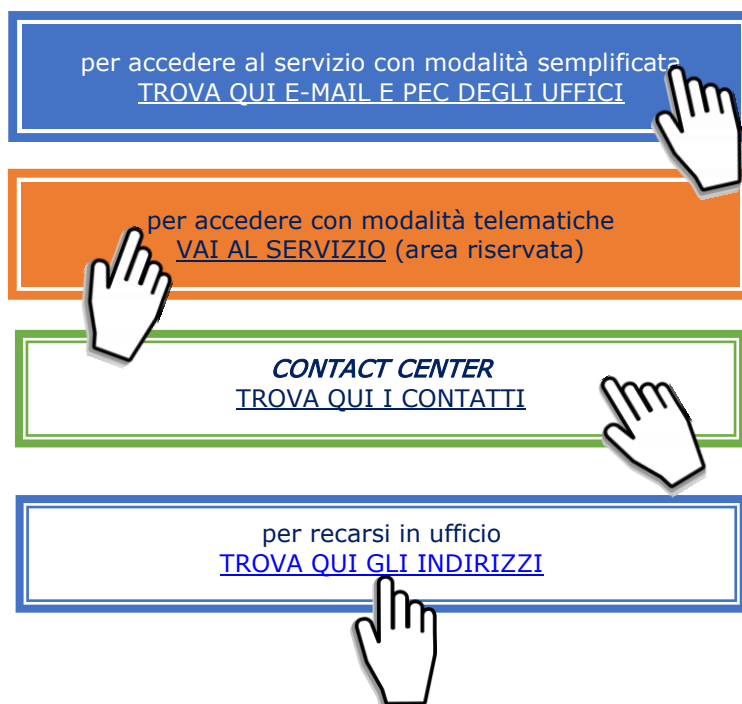 per accedere al servizio con modalità semplificata
TROVA QUI E-MAIL E PEC DEGLI UFFICI
per accedere con modalità telematiche
VAI AL SERVIZIO (area riservata)
CONTACT CENTER
TROVA QUI I CONTATTI
per recarsi in ufficio
TROVA QUI GLI INDIRIZZI